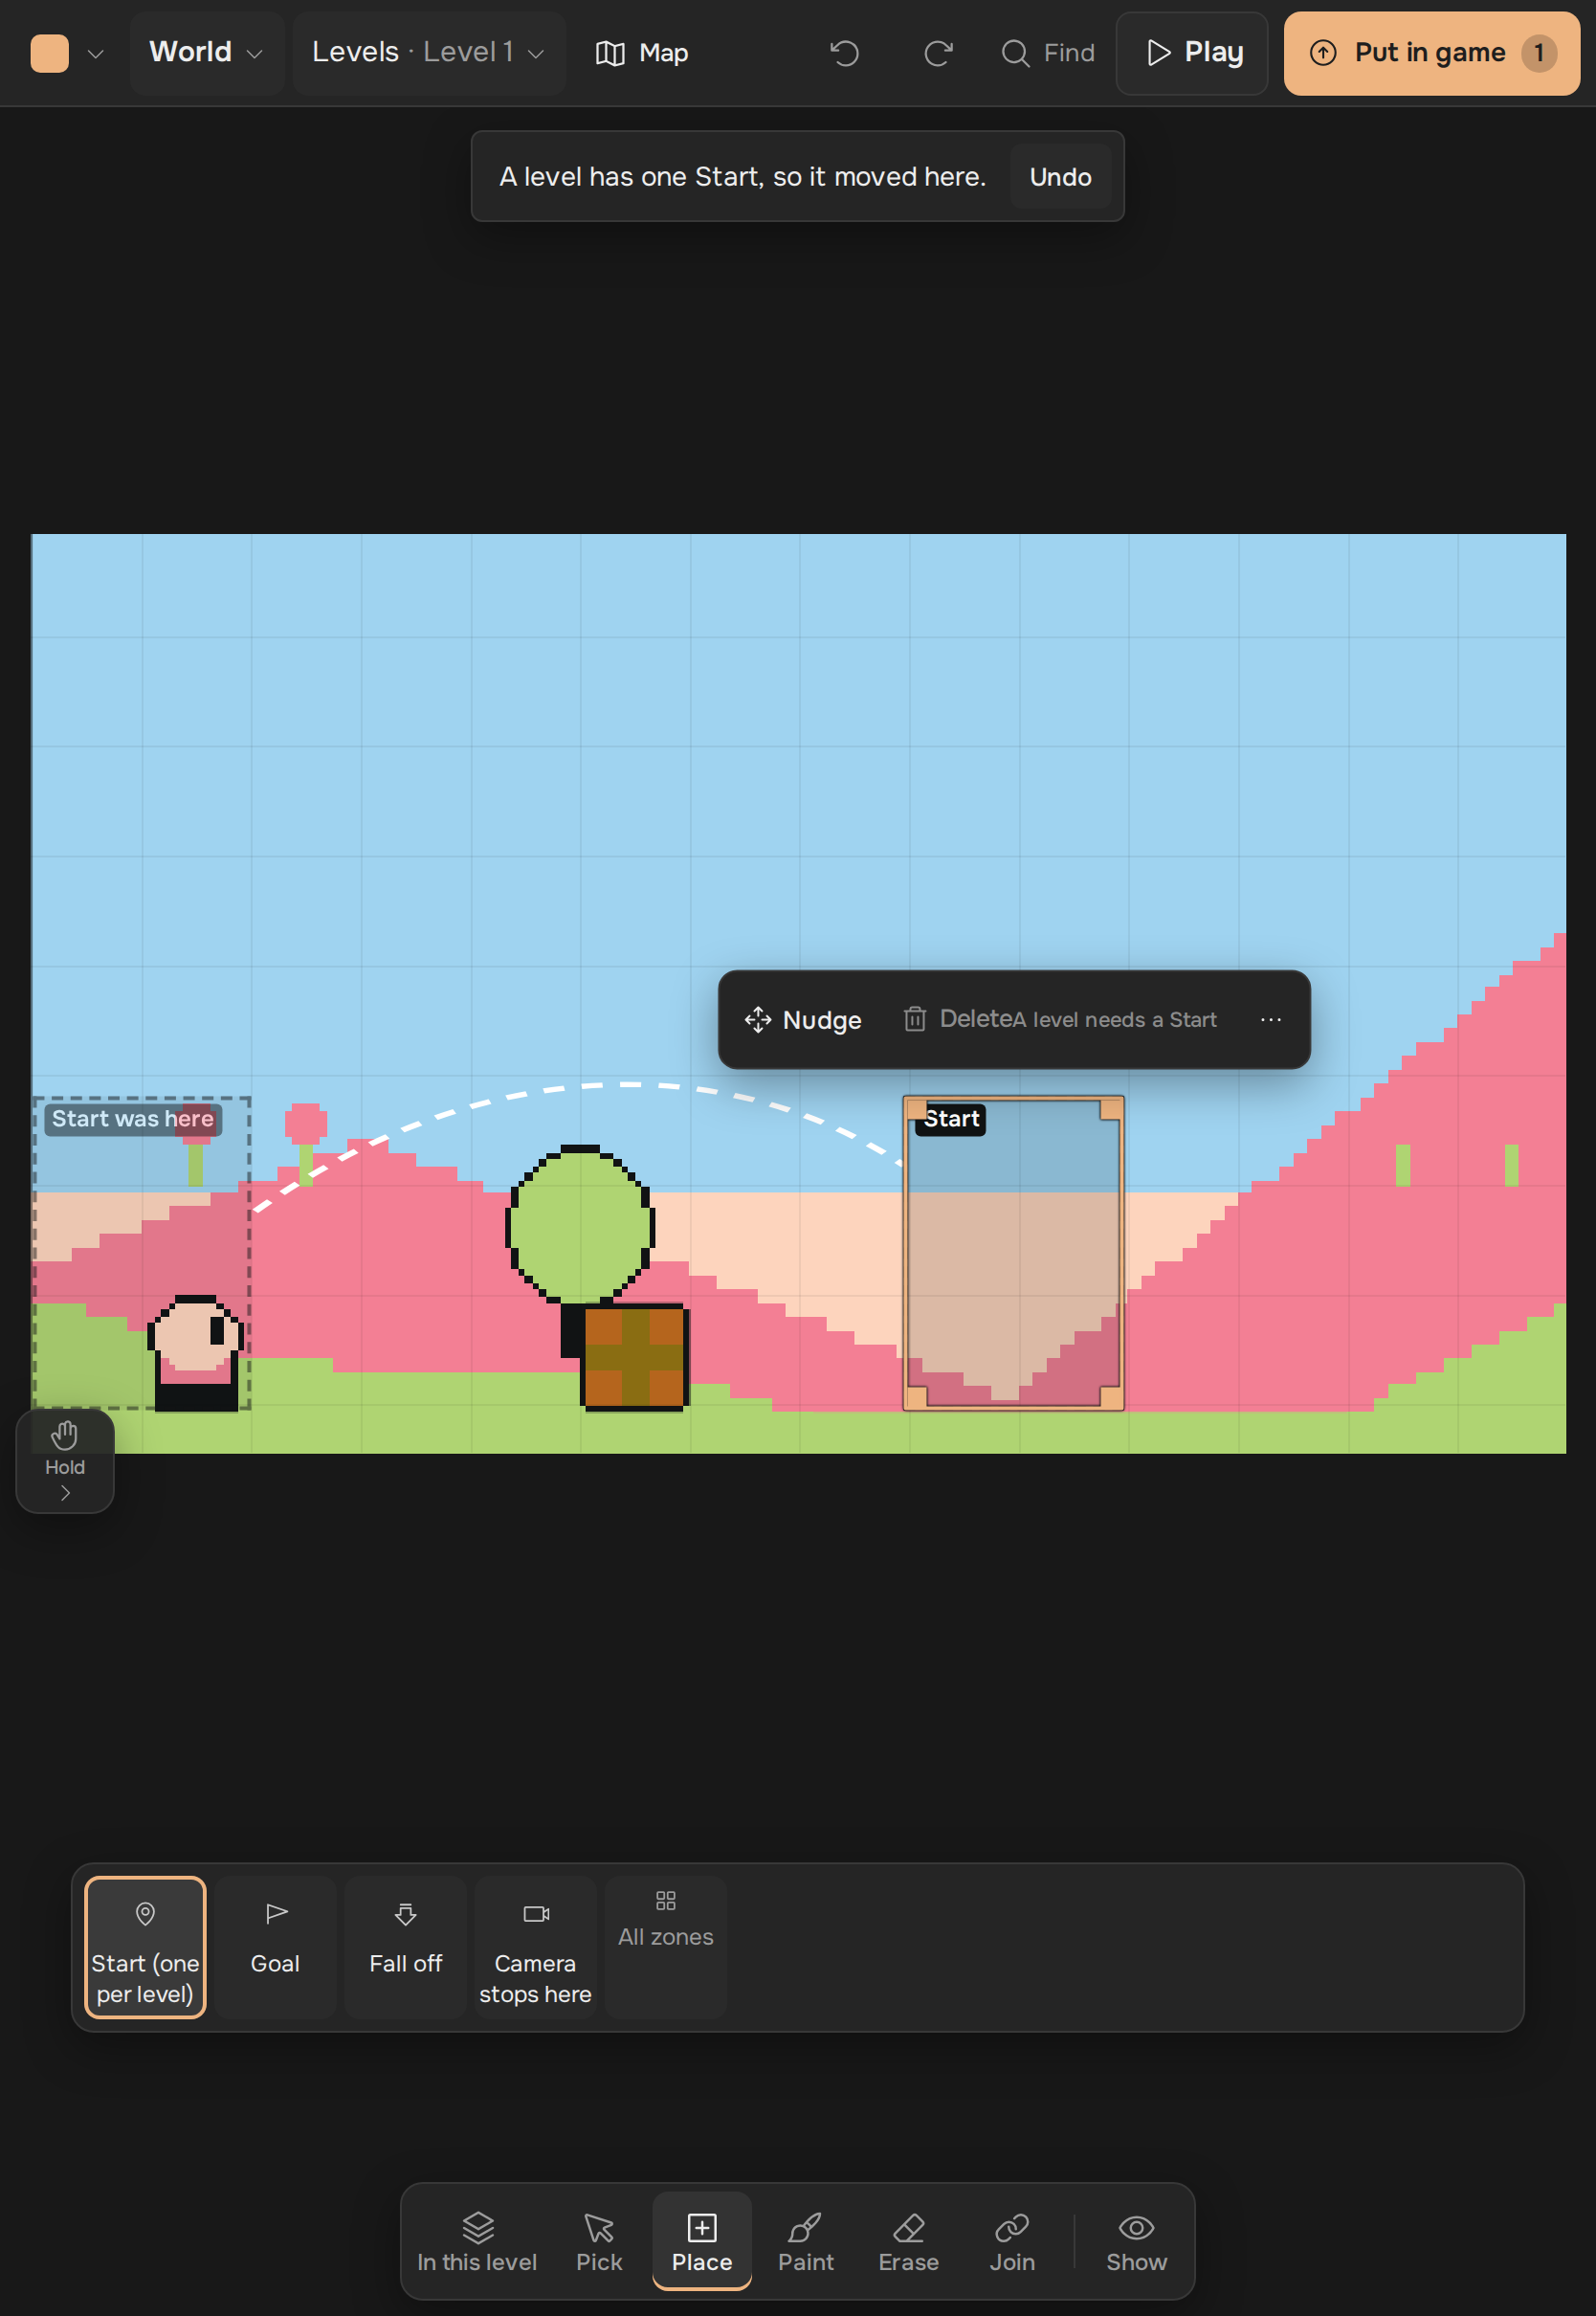 World
Levels · Level 1
Map
Find
Play
Put in game 1
A level has one Start, so it moved here.
Undo
Nudge
Delete A level needs a Start
Start was here
Start
Hold
Start (one
per level)
Goal
Fall off
Camera
stops here
All zones
In this level
Pick
Place
Paint
Erase
Join
Show